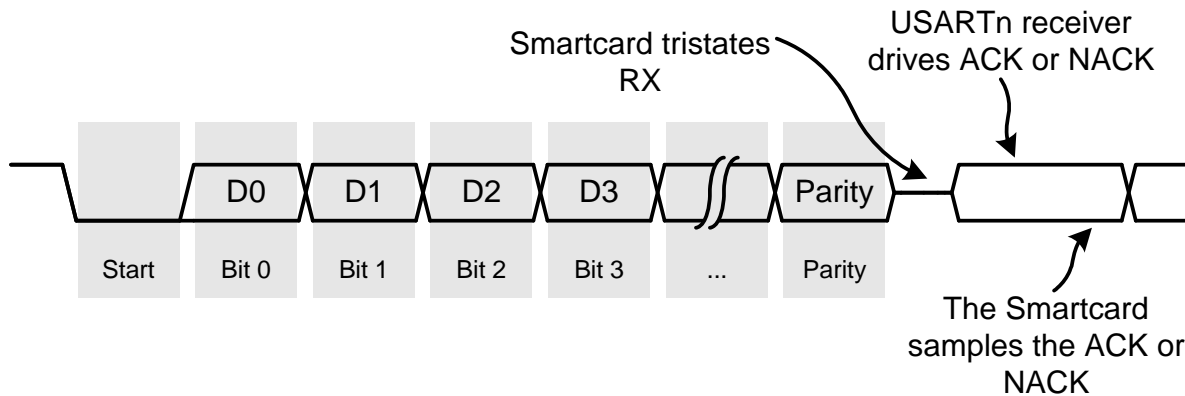 Smartcard tristates
RX
USARTn receiver
drives ACK or NACK
D0 D1 D2 D3 Parity
Start Bit 0 Bit 1 Bit 2 Bit 3 ... Parity
The Smartcard
samples the ACK or
NACK